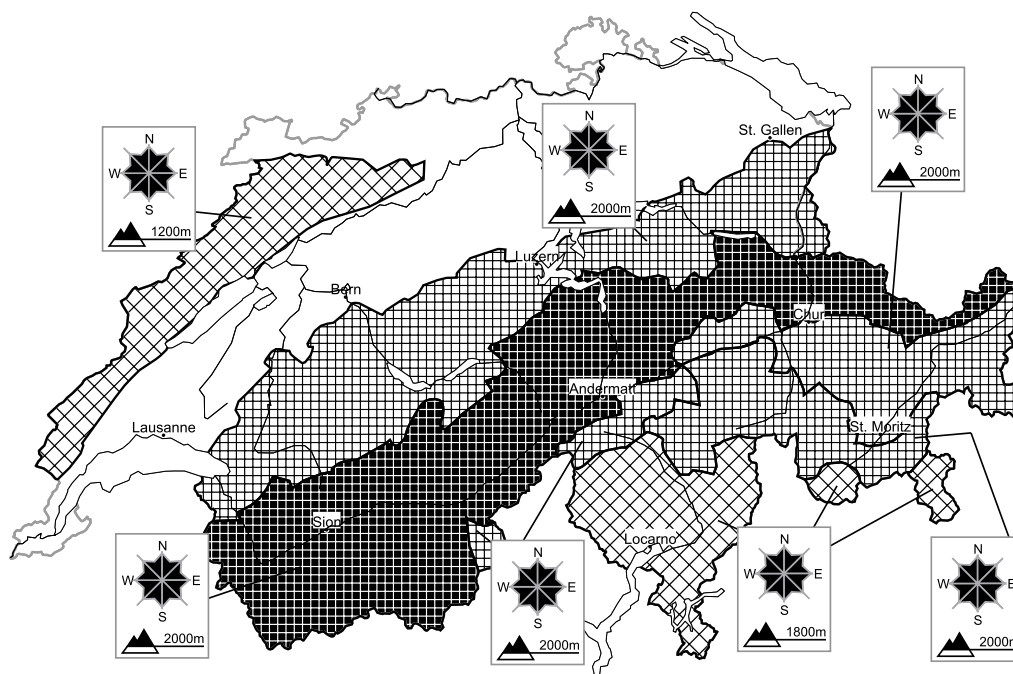 N
W E
S
2000m
N
W E
S
2000m
St. Gallen
N
W E
S
1200m
Luzern
Bern
Chur
Andermatt
Lausanne
St. Moritz
Sion
Locarno
N
W E
S
2000m
N
W E
S
2000m
N
W E
S
1800m
N
W E
S
2000m